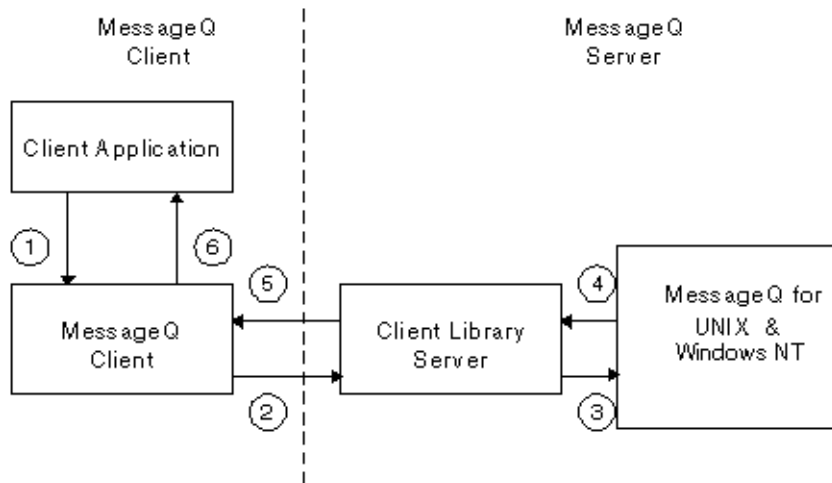 MessageQ
Client
MessageQ
Server
Client Application
1
6
5
4
MessageQ
Client
Client Library
Server
MessageQ for
UNIX &
Windows NT
2
3